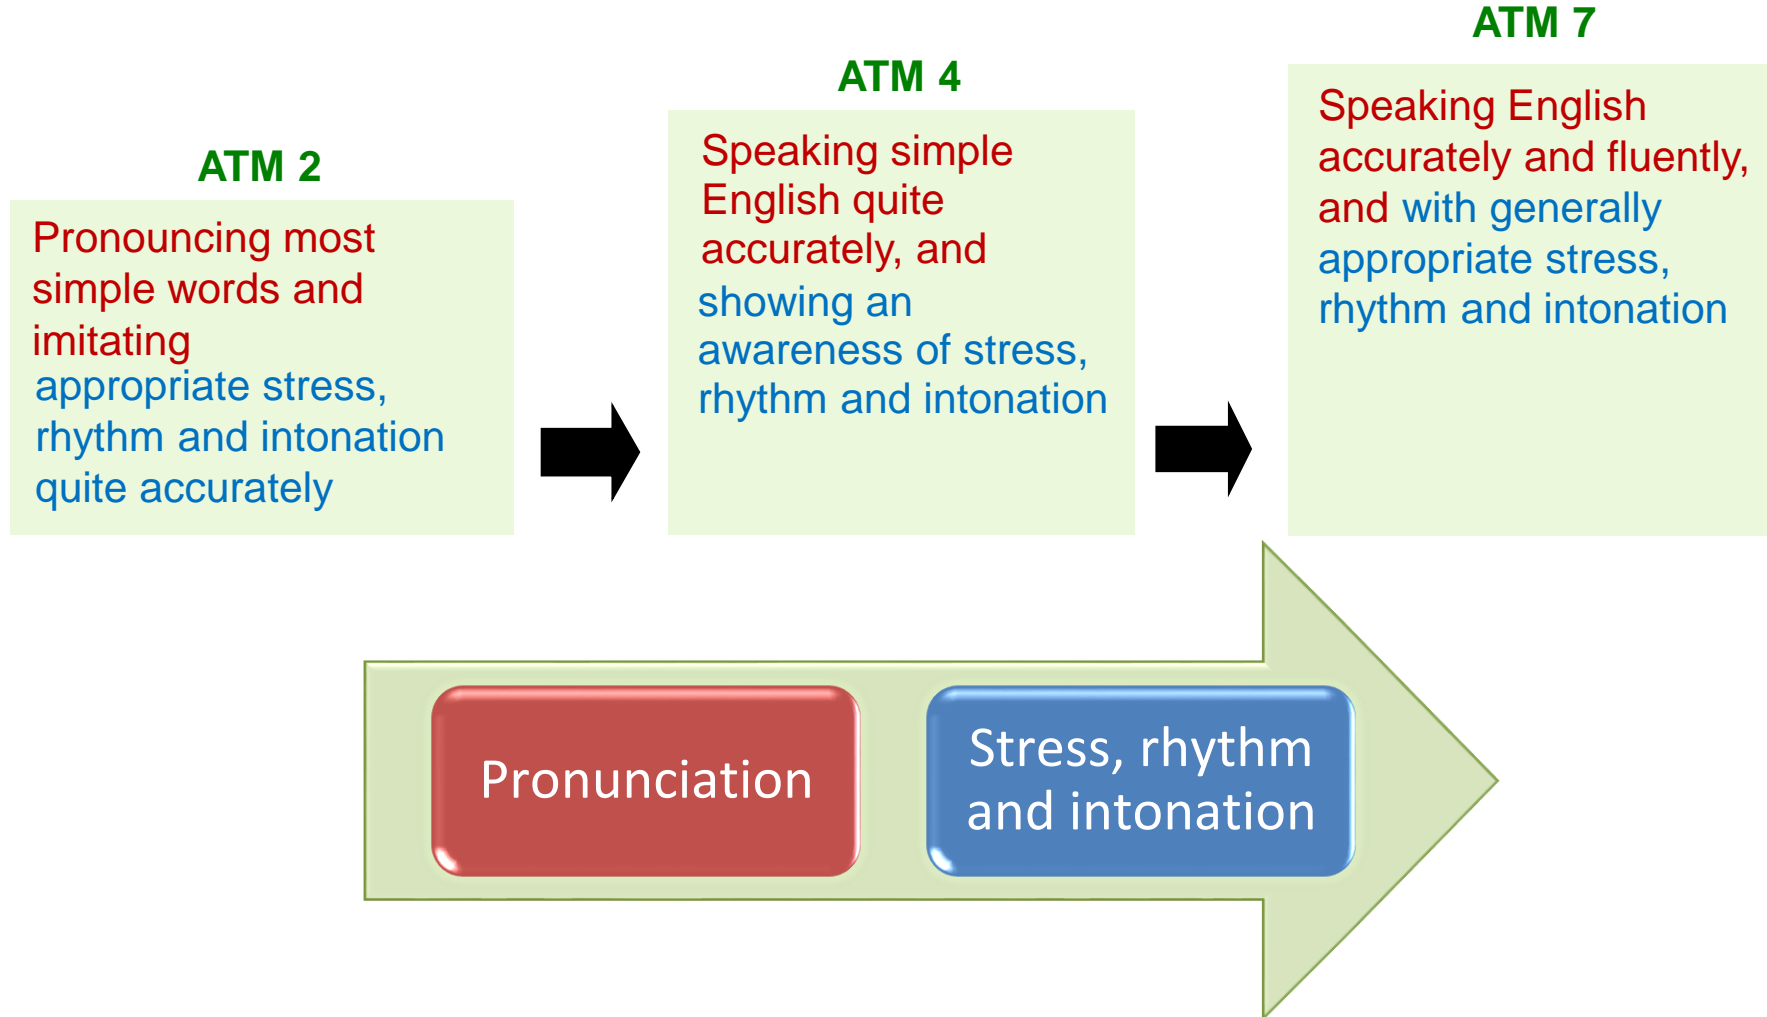 ATM 2
Pronouncing most
simple words and
imitating
appropriate stress,
rhythm and intonation
quite accurately
ATM 4
Speaking simple
English quite
accurately, and
showing an
awareness of stress,
rhythm and intonation
ATM 7
Speaking English
accurately and fluently,
and with generally
appropriate stress,
rhythm and intonation
Pronunciation
Stress, rhythm
and intonation